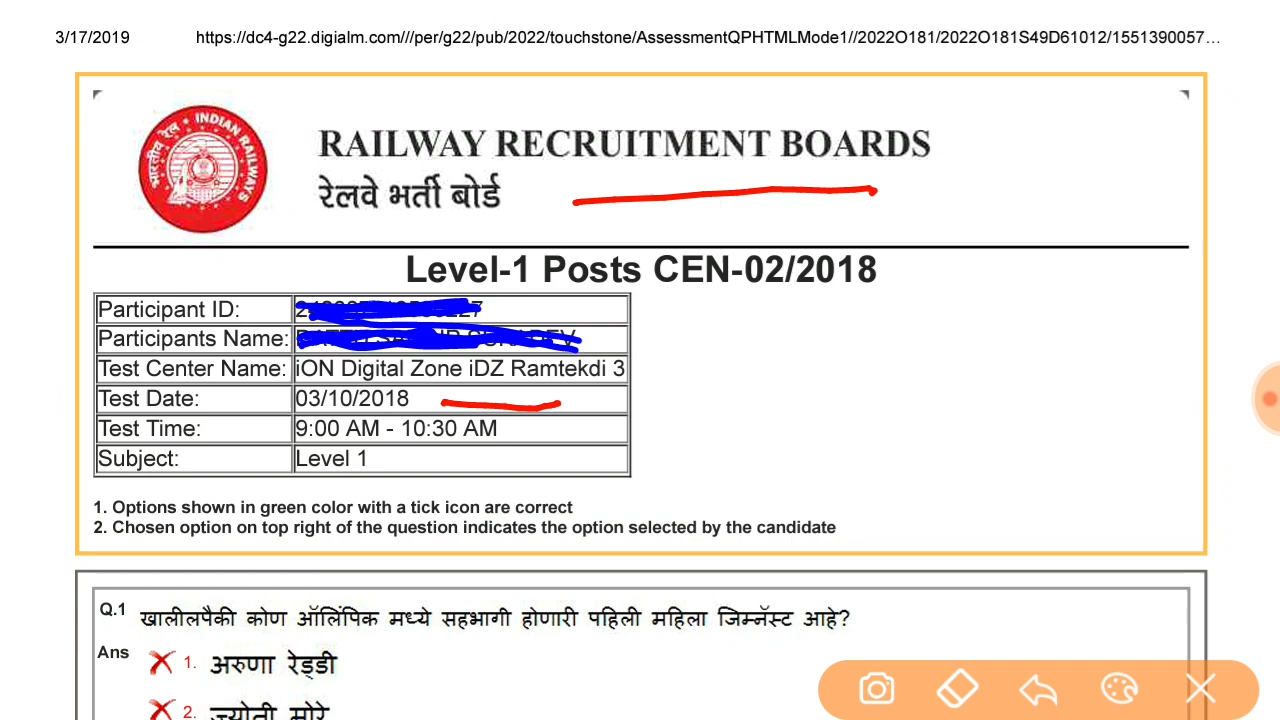 3/17/2019 https://dc4-g22.digialm.com///per/g22/pub/2022/touchstone/AssessmentQPHTMLMode1//2022O181/2022O181S49D61012/1551390057…
भारतीय रेल • INDIAN RAILWAYS
RAILWAY RECRUITMENT BOARDS
रेलवे भर्ती बोर्ड
Level-1 Posts CEN-02/2018
Participant ID:
Participants Name:
Test Center Name: iON Digital Zone iDZ Ramtekdi 3
Test Date: 03/10/2018
Test Time: 9:00 AM - 10:30 AM
Subject: Level 1
1. Options shown in green color with a tick icon are correct
2. Chosen option on top right of the question indicates the option selected by the candidate
Q.1 खालीलपैकी कोण ऑलिंपिक मध्ये सहभागी होणारी पहिली महिला जिम्नॅस्ट आहे?
Ans 1. अरुणा रेड्डी
2. ज्योती मोरे